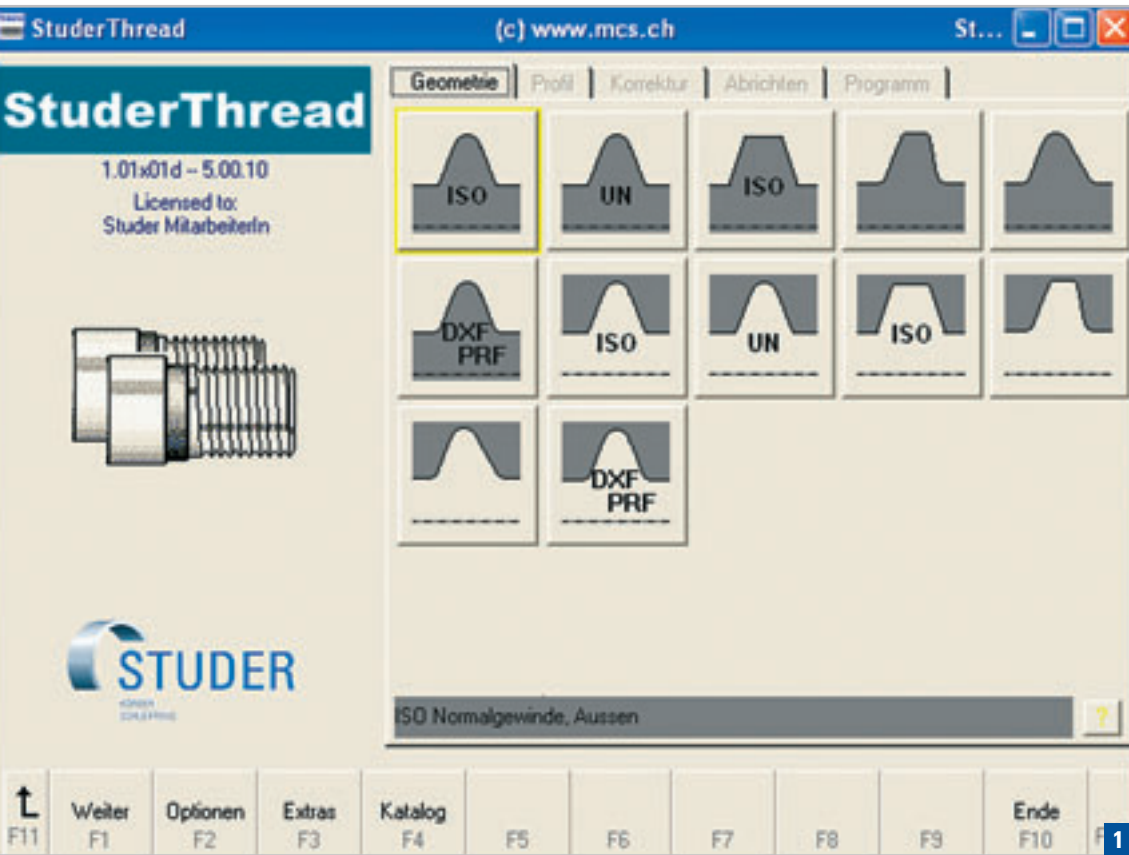 StuderThread (c) www.mcs.ch St...
StuderThread
1.01x01d -- 5.00.10
Licensed to:
Studer MitarbeiterIn
Geometrie Profil Korrektur Abrichten Programm
ISO UN ISO
DXF PRF ISO UN ISO
DXF PRF
STUDER
ISO Normalgewinde, Aussen ?
F11 Weiter F1 Optionen F2 Extras F3 Katalog F4 F5 F6 F7 F8 F9 Ende F10 F
1